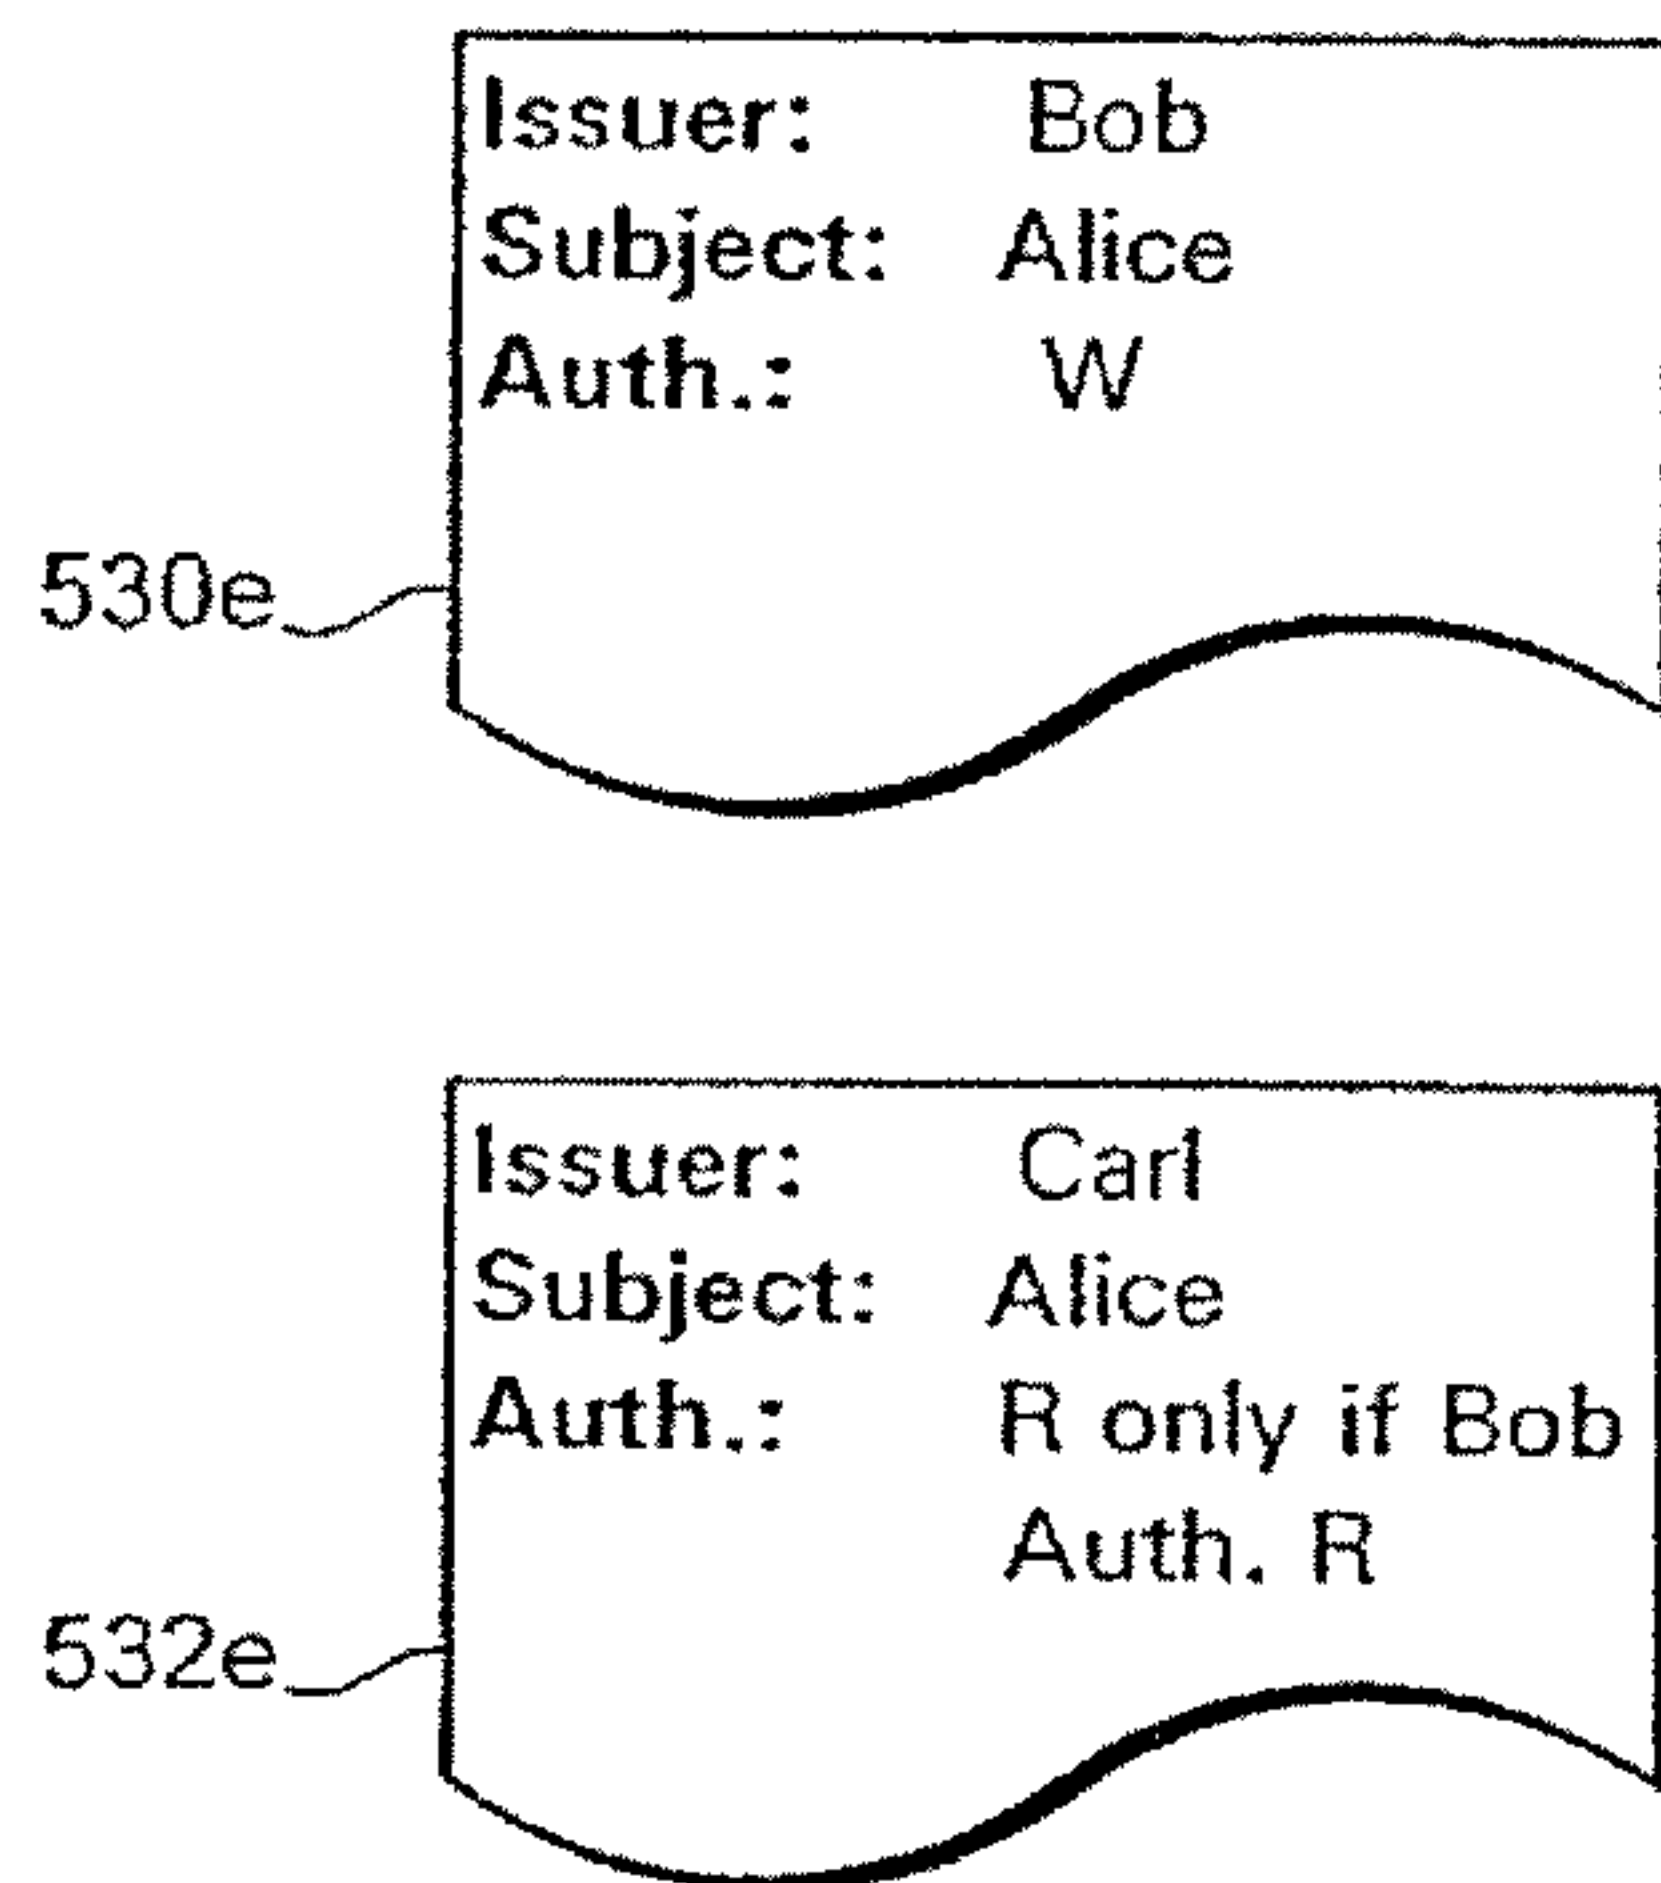 Issuer: Bob
Subject: Alice
Auth.: W
530e
Issuer: Carl
Subject: Alice
Auth.: R only if Bob
Auth. R
532e